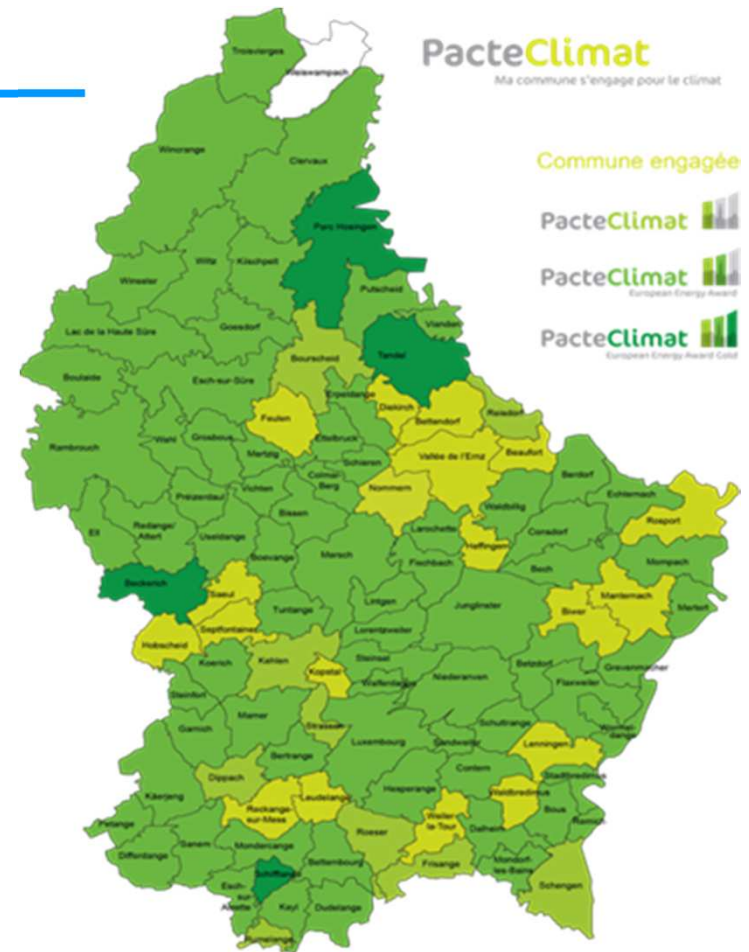 PacteClimat
Ma commune s'engage pour le climat
Commune engagée
PacteClimat
PacteClimat
European Energy Award
PacteClimat
European Energy Award Gold
Troisvierges
Weiswampach
Wincrange
Clervaux
Parc Hosingen
Wiltz
Kiischpelt
Winseler
Putscheid
Lac de la Haute Sûre
Goesdorf
Vianden
Bourscheid
Tandel
Boulaide
Esch-sur-Sûre
Erpeldange
Diekirch
Feulen
Bettendorf
Reisdorf
Rambrouch
Wahl
Grosbous
Ettelbruck
Mertzig
Schieren
Vallée de l'Ernz
Beaufort
Colmar-
Berg
Berdorf
Préizerdaul
Vichten
Nommern
Echternach
Bissen
Waldbillig
Rosport
Ell
Redange/
Attert
Useldange
Larochette
Consdorf
Heffingen
Boevange
Mersch
Fischbach
Bech
Mompach
Beckerich
Saeul
Manternach
Lintgen
Junglinster
Biwer
Mertert
Tuntange
Septfontaines
Lorentzweiler
Hobscheid
Koerich
Kehlen
Steinsel
Betzdorf
Grevenmacher
Kopstal
Walferdange
Niederanven
Flaxweiler
Steinfort
Mamer
Strassen
Schuttrange
Garnich
Luxembourg
Sandweiler
Lenningen
Bertrange
Contern
Stadtbredimus
Dippach
Hesperange
Waldbredimus
Käerjeng
Reckange-
sur-Mess
Leudelange
Weiler-
la-Tour
Bous
Remich
Dalheim
Petange
Roeser
Sanem
Mondercange
Differdange
Bettembourg
Frisange
Mondorf-
les-Bains
Schifflange
Schengen
Esch-
sur-
Alzette
Kayl
Dudelange
Rumelange